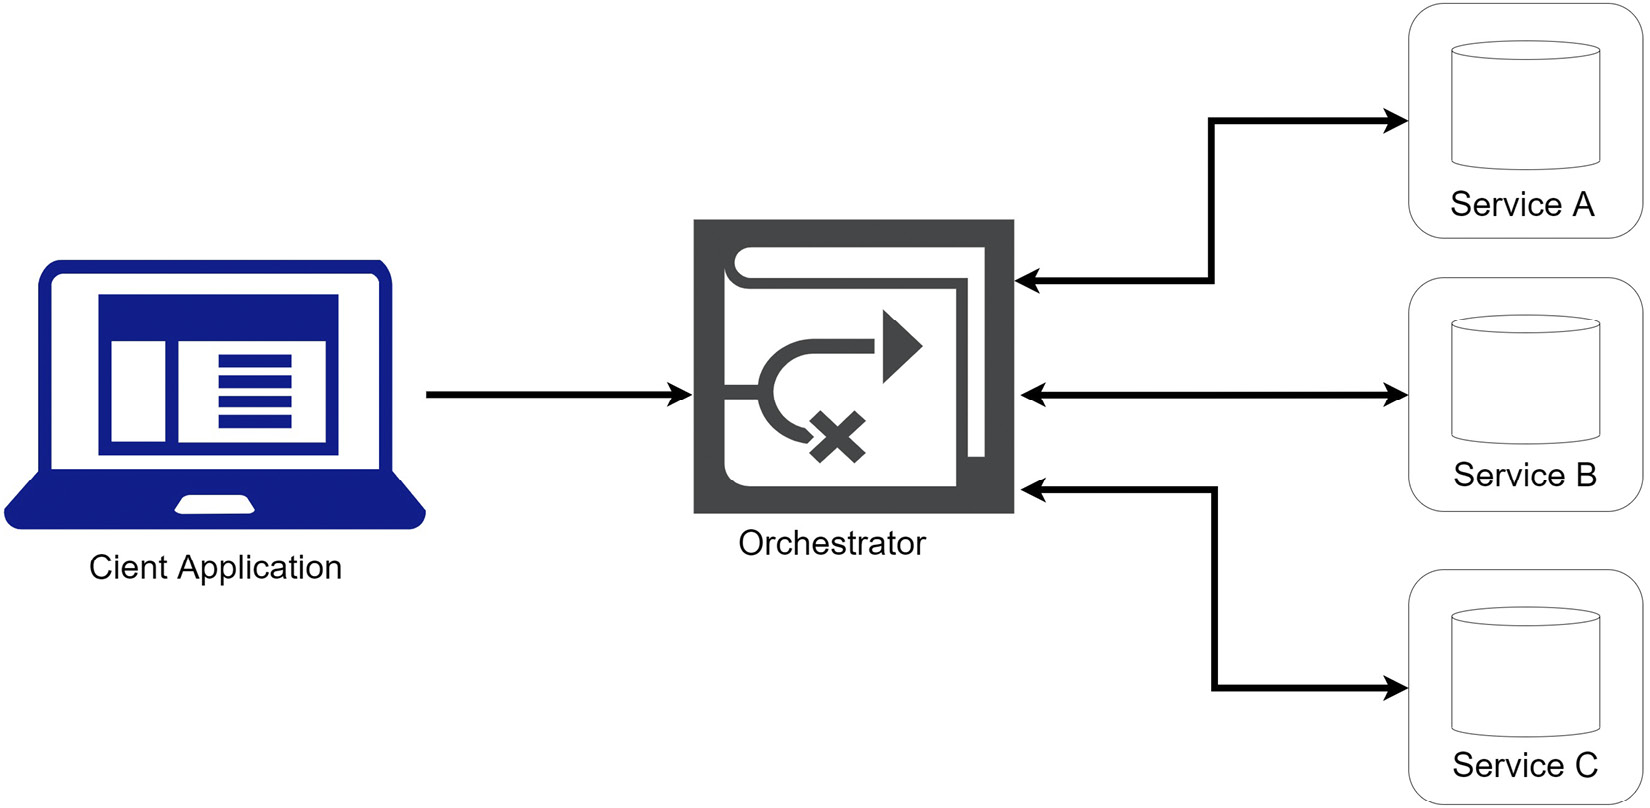 Service A
Service B
Orchestrator
Cient Application
Service C